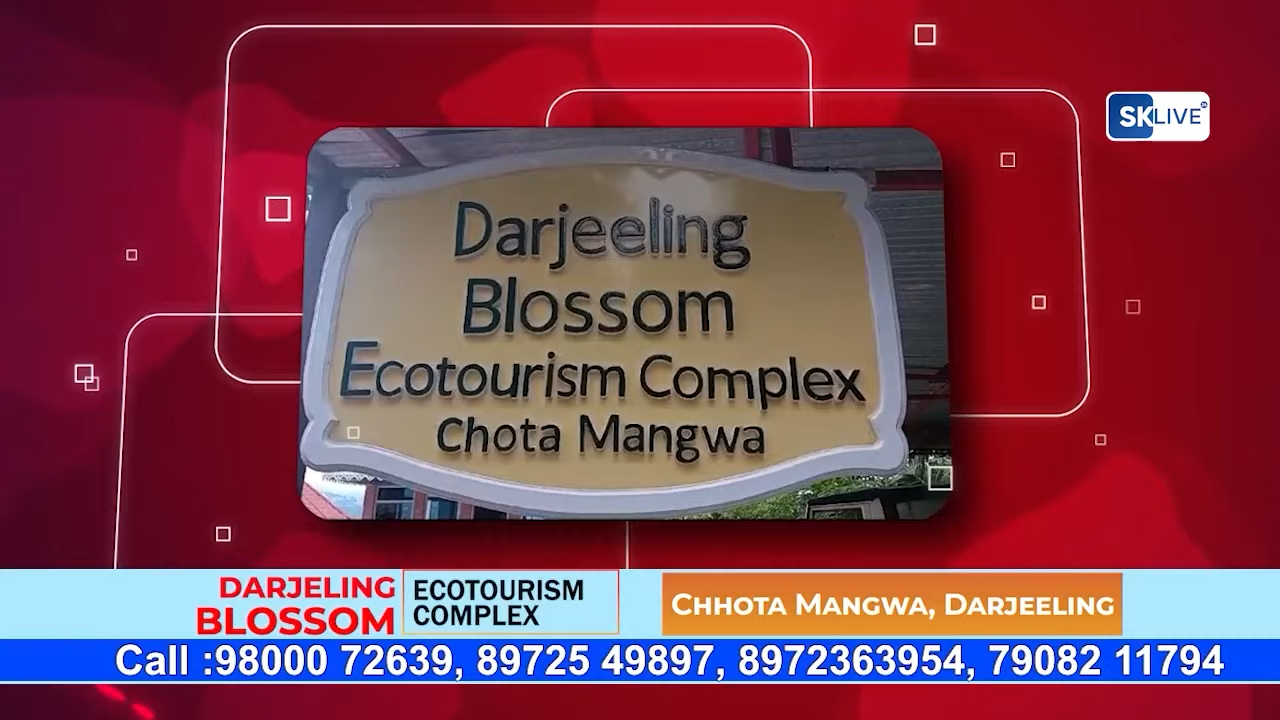 SKLIVE
Darjeeling
Blossom
Ecotourism Complex
Chota Mangwa
DARJELING
BLOSSOM
ECOTOURISM
COMPLEX
CHHOTA MANGWA, DARJEELING
Call :98000 72639, 89725 49897, 8972363954, 79082 11794